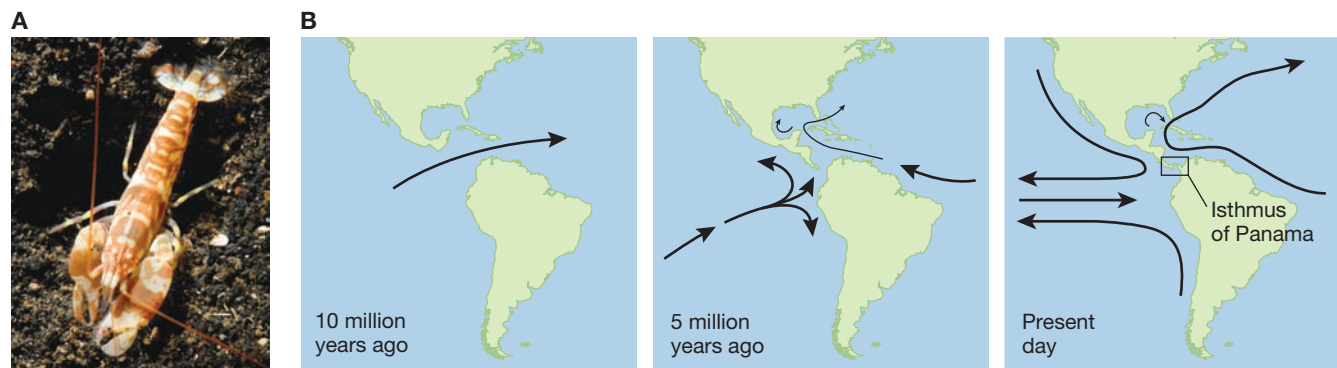 A
B
10 million
years ago
5 million
years ago
Isthmus
of Panama
Present
day